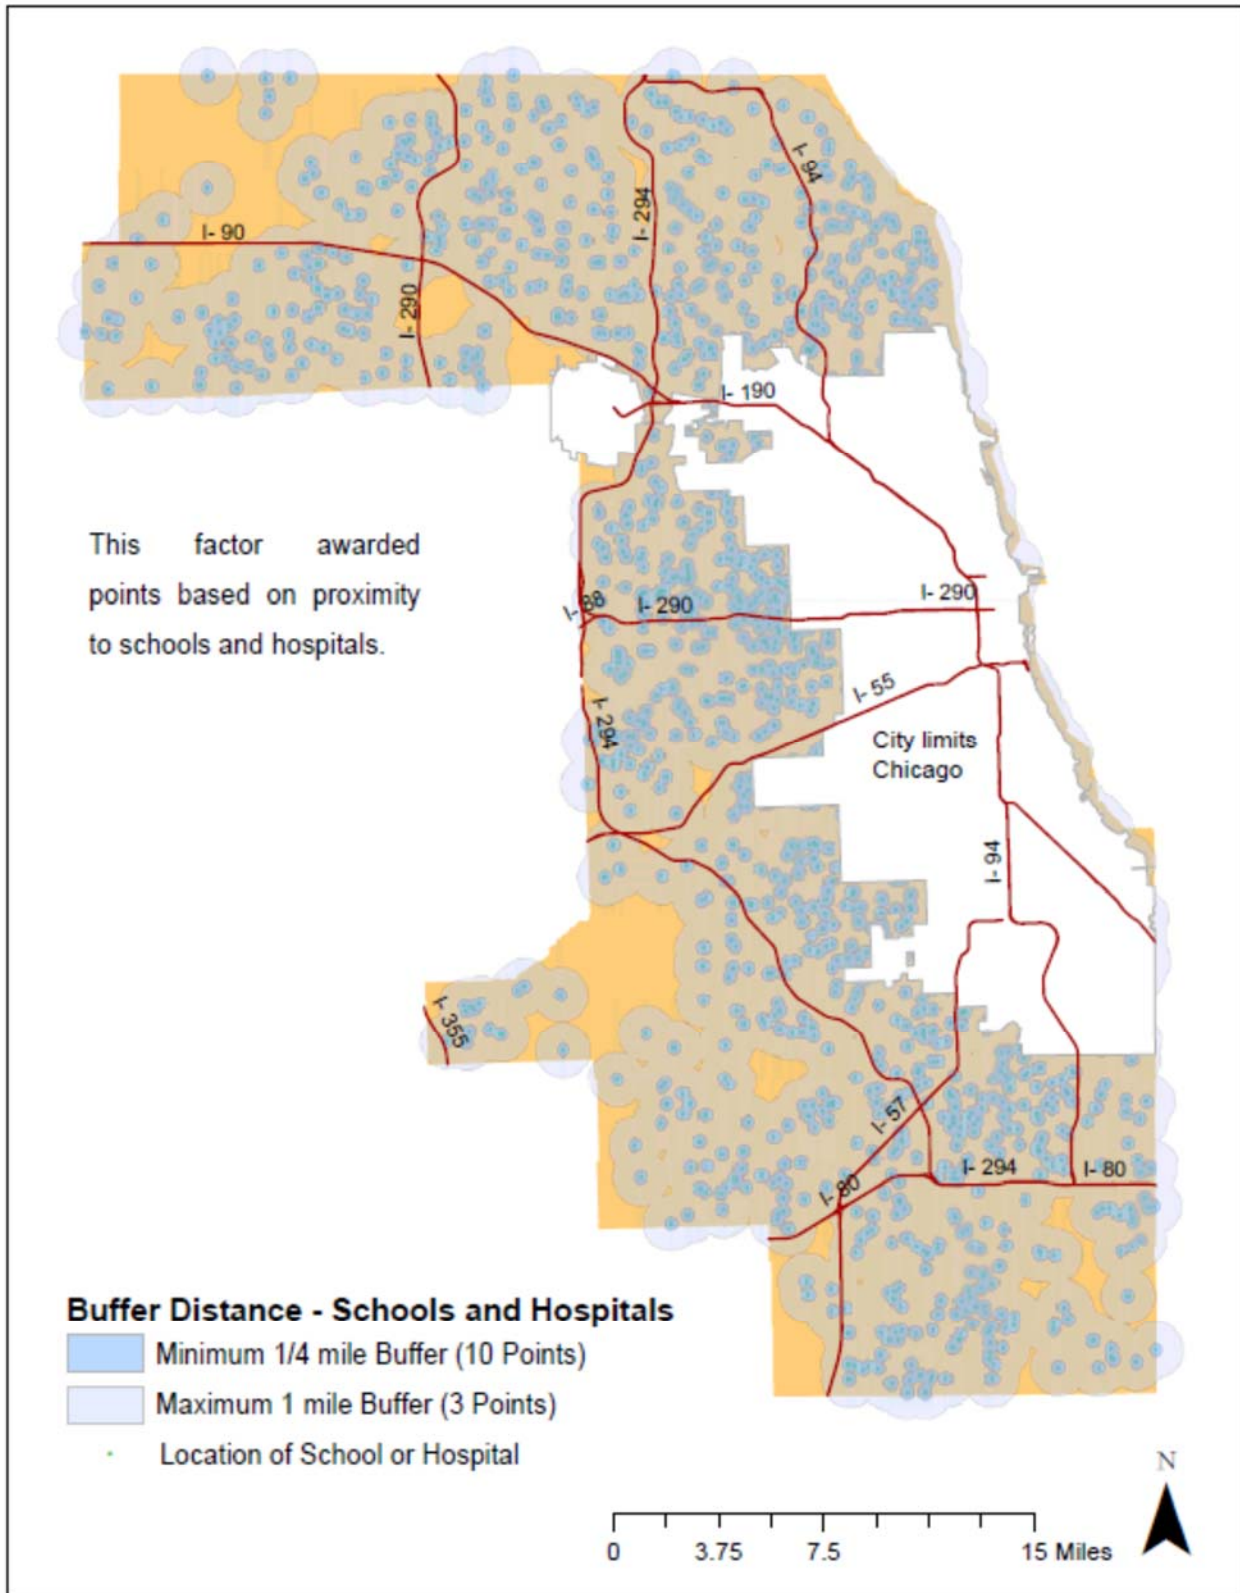 I- 94
I- 294
I- 90
I- 290
I- 190
This factor awarded
points based on proximity
to schools and hospitals.
I- 88
I- 290
I- 290
I- 55
I- 294
City limits
Chicago
I- 94
I- 355
I- 57
I- 294
I- 80
I- 80
Buffer Distance - Schools and Hospitals
Minimum 1/4 mile Buffer (10 Points)
Maximum 1 mile Buffer (3 Points)
Location of School or Hospital
N
0 3.75 7.5 15 Miles